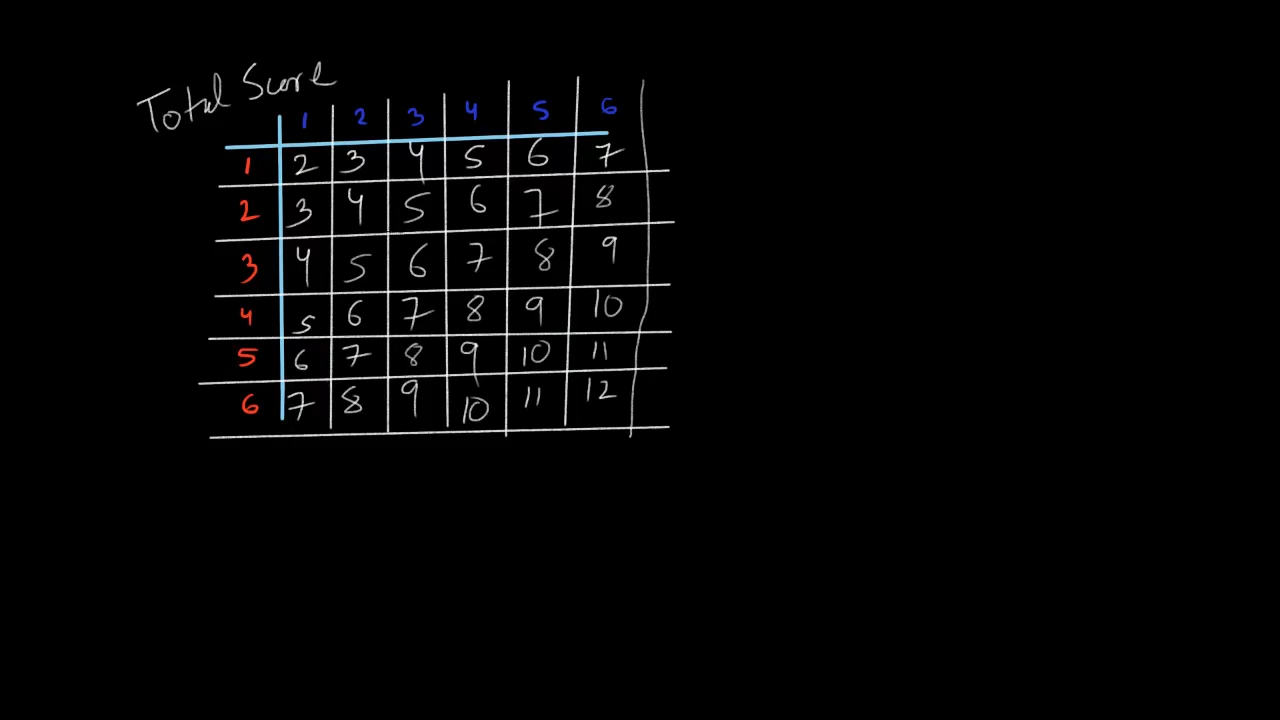 Total Score
1 2 3 4 5 6
1 2 3 4 5 6 7
2 3 4 5 6 7 8
3 4 5 6 7 8 9
4 5 6 7 8 9 10
5 6 7 8 9 10 11
6 7 8 9 10 11 12